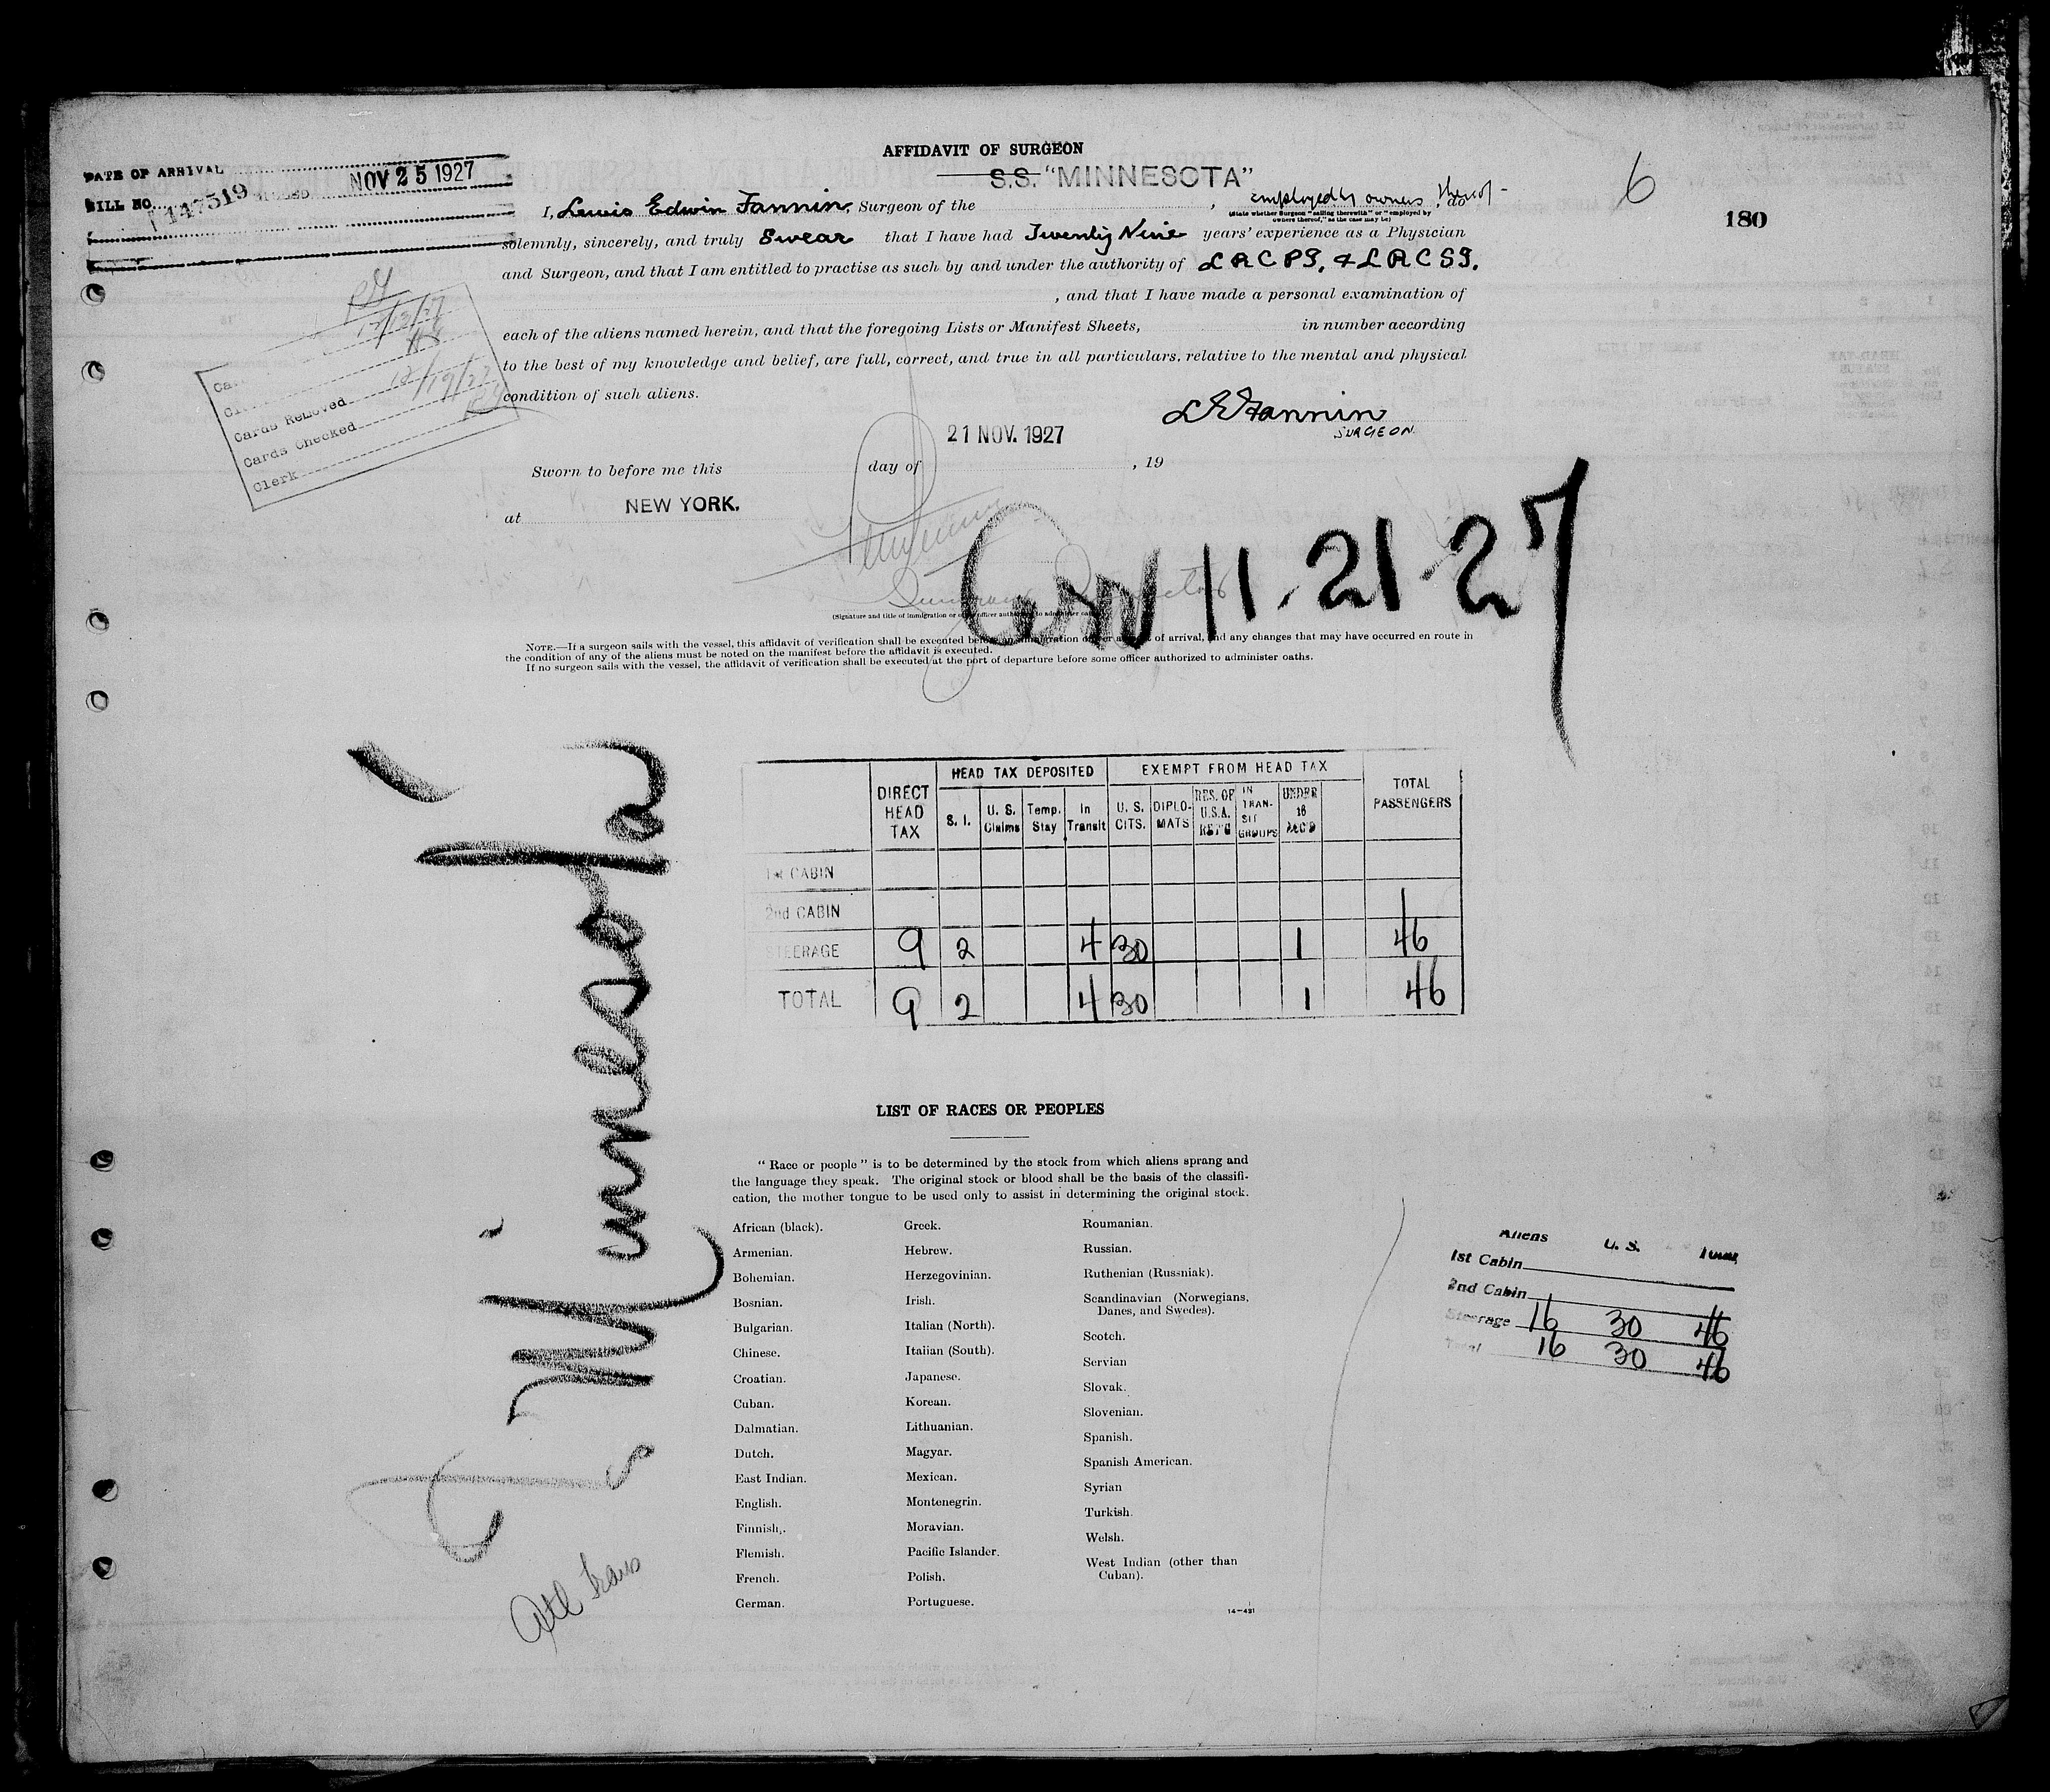 AFFIDAVIT OF SURGEON
S.S. "MINNESOTA"
6
180
DATE OF ARRIVAL NOV 25 1927
BILL NO. 147519
I, Lewis Edwin Fannin, Surgeon of the , employed by owners thereof do
(State whether Surgeon "sailing therewith" or "employed by
owners thereof," as the case may be)
solemnly, sincerely, and truly Swear that I have had Twenty Nine years' experience as a Physician
and Surgeon, and that I am entitled to practise as such by and under the authority of L R C P I. & L R C S I.
, and that I have made a personal examination of
each of the aliens named herein, and that the foregoing Lists or Manifest Sheets, in number according
to the best of my knowledge and belief, are full, correct, and true in all particulars, relative to the mental and physical
condition of such aliens.
12/19/27
Cards Removed
Cards Checked
Clerk
L E Fannin
SURGEON
21 NOV. 1927
Sworn to before me this day of , 19
at NEW YORK.
11.21.27
(Signature and title of immigration or other officer authorized to administer oaths)
NOTE.—If a surgeon sails with the vessel, this affidavit of verification shall be executed before an immigration officer at port of arrival, and any changes that may have occurred en route in
the condition of any of the aliens must be noted on the manifest before the affidavit is executed.
If no surgeon sails with the vessel, the affidavit of verification shall be executed at the port of departure before some officer authorized to administer oaths.
Minnesota
DIRECT HEAD TAX HEAD TAX DEPOSITED EXEMPT FROM HEAD TAX TOTAL PASSENGERS
S. I. U. S. Claims Temp. Stay In Transit U. S. CITS. DIPLO-MATS RES. OF U.S.A. RET'G IN TRAN-SIT GROUPS UNDER 16 ACC'D
1st CABIN
2nd CABIN
STEERAGE 9 2 4 30 1 46
TOTAL 9 2 4 30 1 46
LIST OF RACES OR PEOPLES
"Race or people" is to be determined by the stock from which aliens sprang and
the language they speak. The original stock or blood shall be the basis of the classifi-
cation, the mother tongue to be used only to assist in determining the original stock.
African (black).
Armenian.
Bohemian.
Bosnian.
Bulgarian.
Chinese.
Croatian.
Cuban.
Dalmatian.
Dutch.
East Indian.
English.
Finnish.
Flemish.
French.
German.
Greek.
Hebrew.
Herzegovinian.
Irish.
Italian (North).
Italian (South).
Japanese.
Korean.
Lithuanian.
Magyar.
Mexican.
Montenegrin.
Moravian.
Pacific Islander.
Polish.
Portuguese.
Roumanian.
Russian.
Ruthenian (Russniak).
Scandinavian (Norwegians,
Danes, and Swedes).
Scotch.
Servian
Slovak.
Slovenian.
Spanish.
Spanish American.
Syrian
Turkish.
Welsh.
West Indian (other than
Cuban).
14—421
Aliens U. S. Total
1st Cabin
2nd Cabin
Steerage 16 30 46
Total 16 30 46
Atl Trans